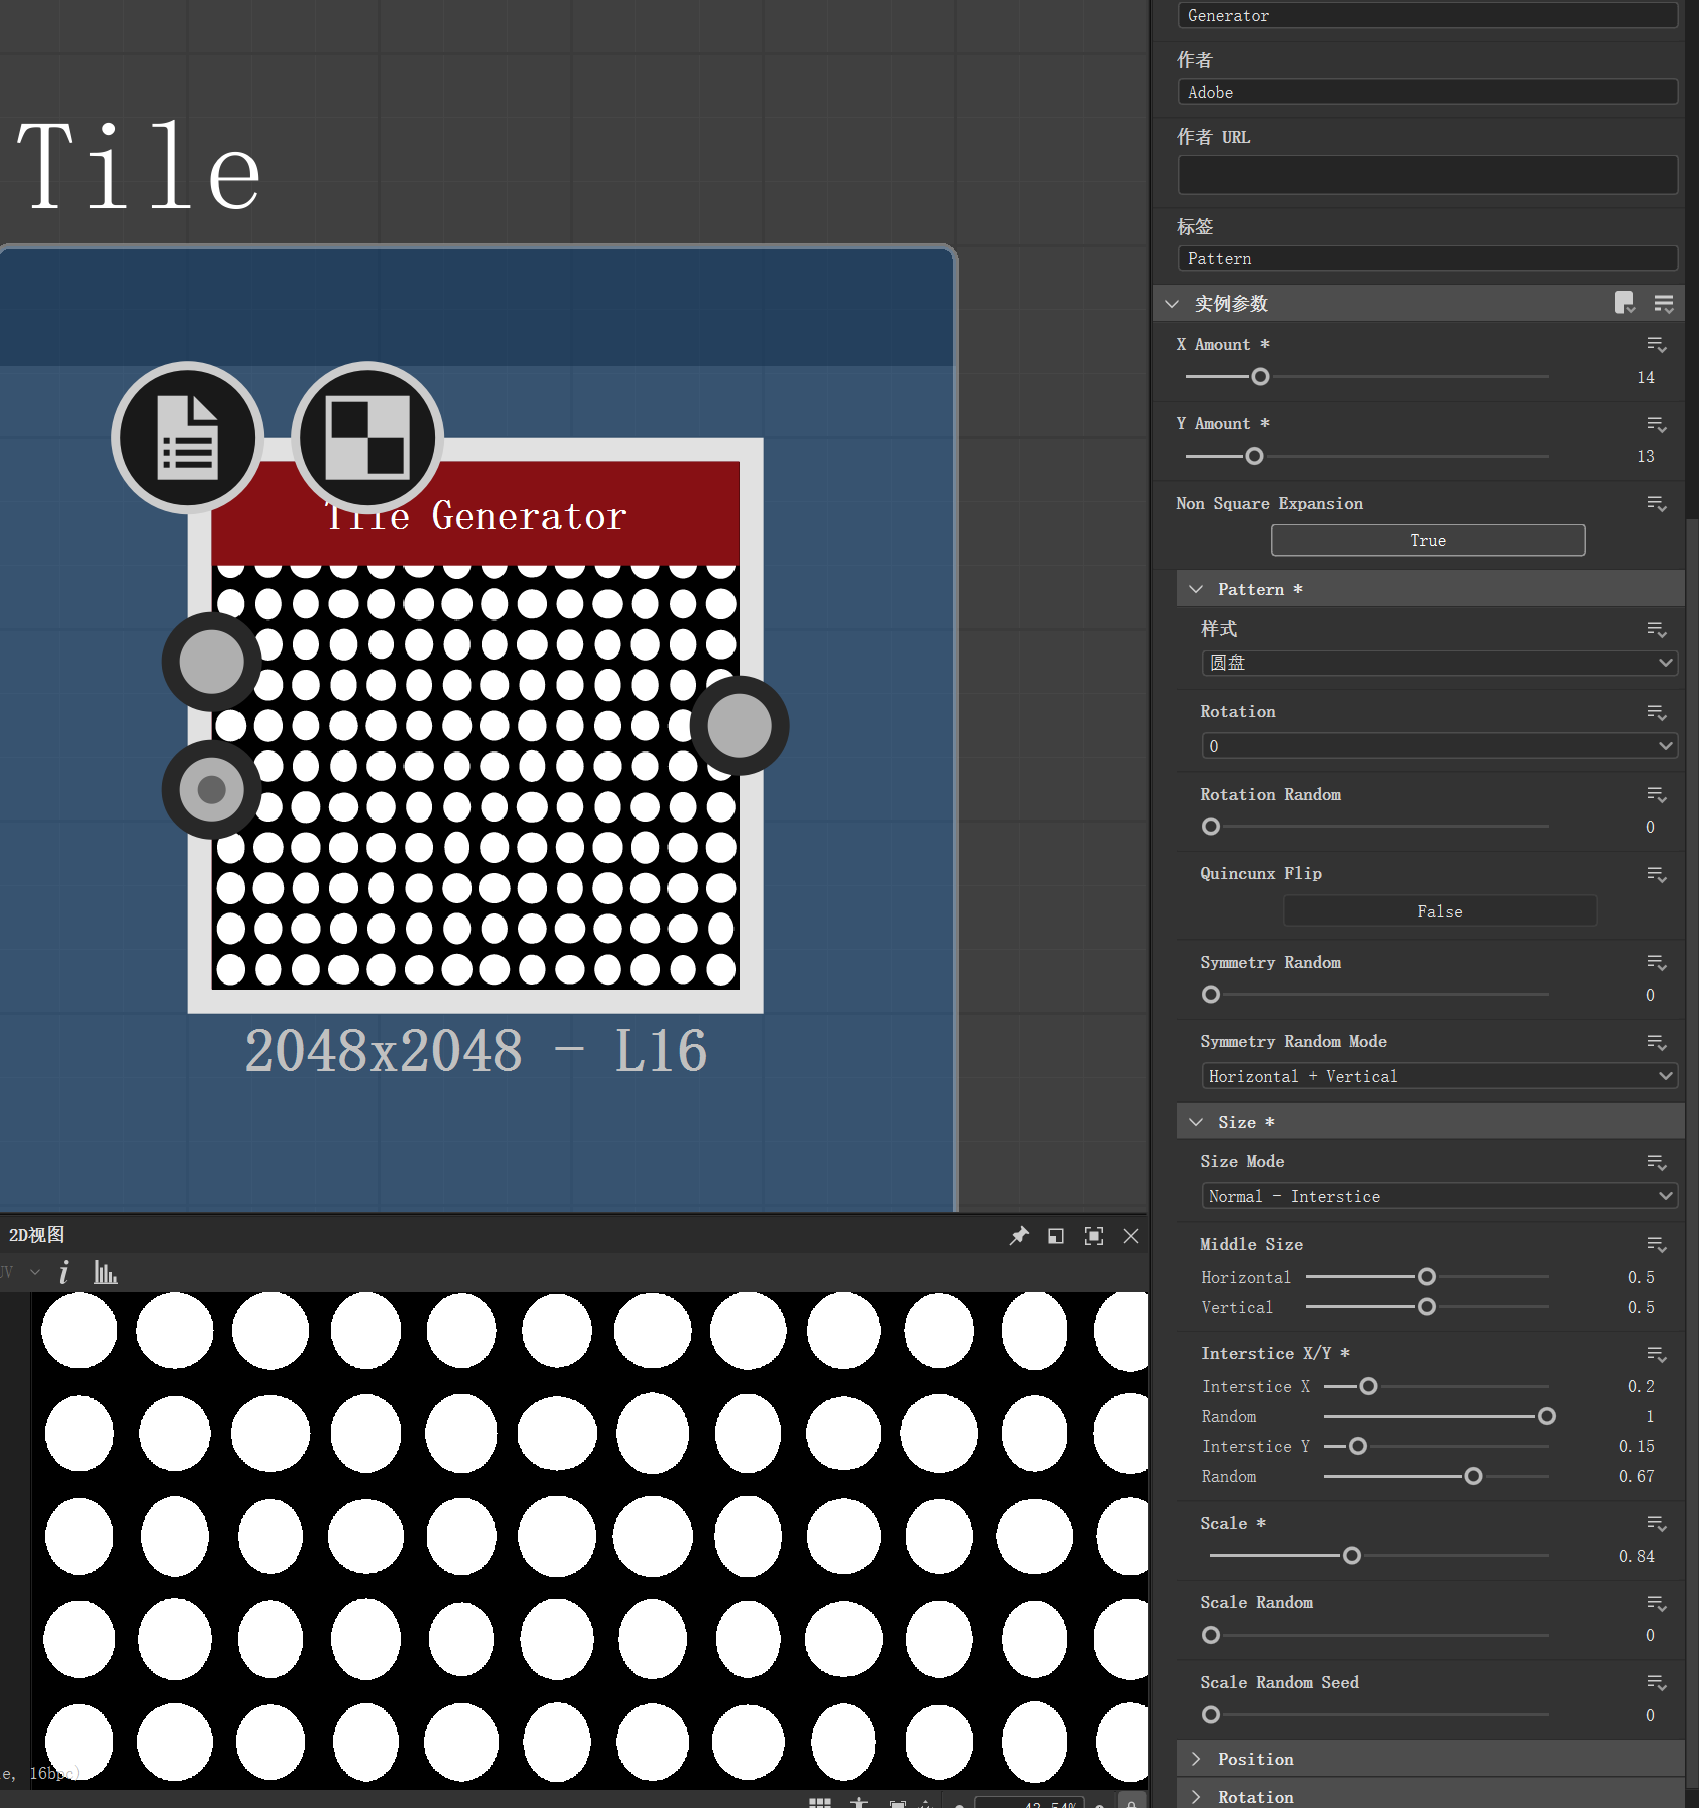 Tile
Tile Generator
2048x2048 - L16
2D视图
UV
16bpc)
Generator
作者
Adobe
作者 URL
标签
Pattern
实例参数
X Amount *
14
Y Amount *
13
Non Square Expansion
True
Pattern *
样式
圆盘
Rotation
0
Rotation Random
0
Quincunx Flip
False
Symmetry Random
0
Symmetry Random Mode
Horizontal + Vertical
Size *
Size Mode
Normal - Interstice
Middle Size
Horizontal 0.5
Vertical 0.5
Interstice X/Y *
Interstice X 0.2
Random 1
Interstice Y 0.15
Random 0.67
Scale *
0.84
Scale Random
0
Scale Random Seed
0
Position
Rotation